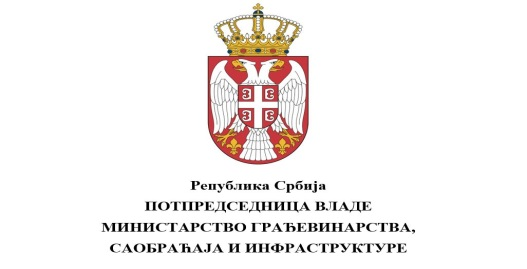 Република Србија
ПОТПРЕДСЕДНИЦА ВЛАДЕ
МИНИСТАРСТВО ГРАЂЕВИНАРСТВА,
САОБРАЋАЈА И ИНФРАСТРУКТУРЕ